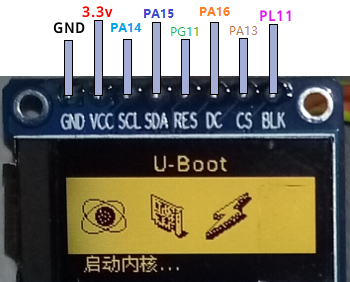 GND 3.3v PA14 PA15 PG11 PA16 PA13 PL11
GND VCC SCL SDA RES DC CS BLK
U-Boot
启动内核...